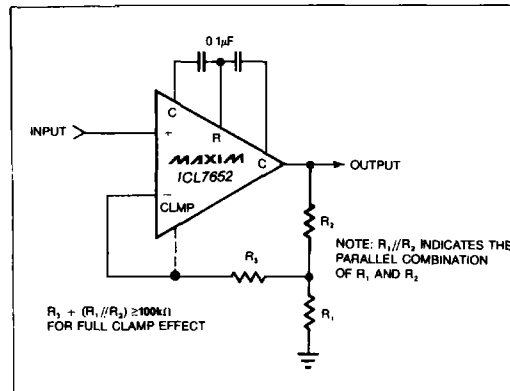 0.1µF
C
R
C
INPUT
+
MAXIM
ICL7652
−
CLMP
OUTPUT
R₂
NOTE: R₁//R₂ INDICATES THE
PARALLEL COMBINATION
OF R₁ AND R₂
R₃
R₁
R₃ + (R₁//R₂) ≥100kΩ
FOR FULL CLAMP EFFECT